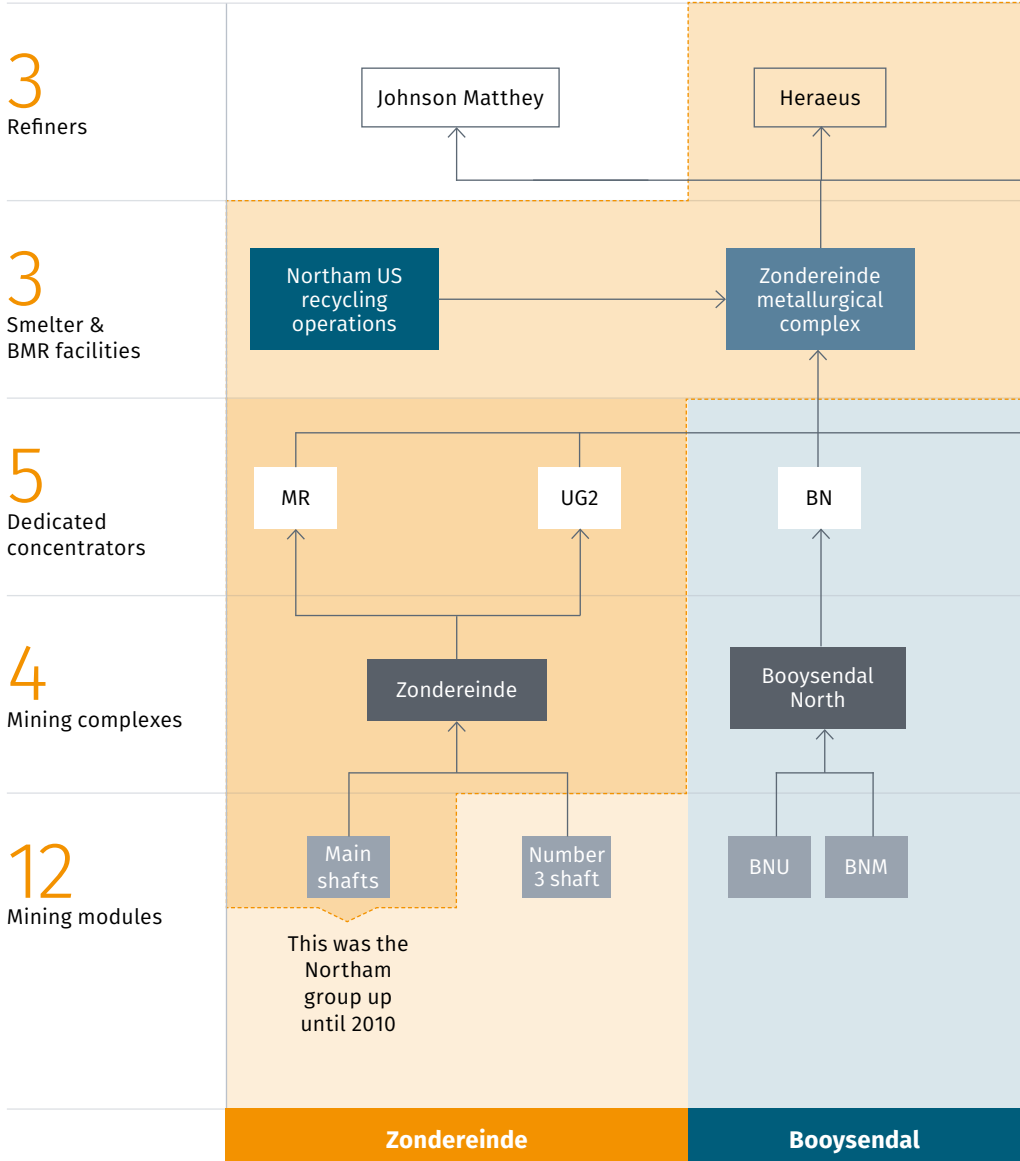 3
Refiners
Johnson Matthey
Heraeus
3
Smelter &
BMR facilities
Northam US
recycling
operations
Zondereinde
metallurgical
complex
5
Dedicated
concentrators
MR
UG2
BN
4
Mining complexes
Zondereinde
Booysendal
North
12
Mining modules
Main
shafts
Number
3 shaft
BNU
BNM
This was the
Northam
group up
until 2010
Zondereinde
Booysendal